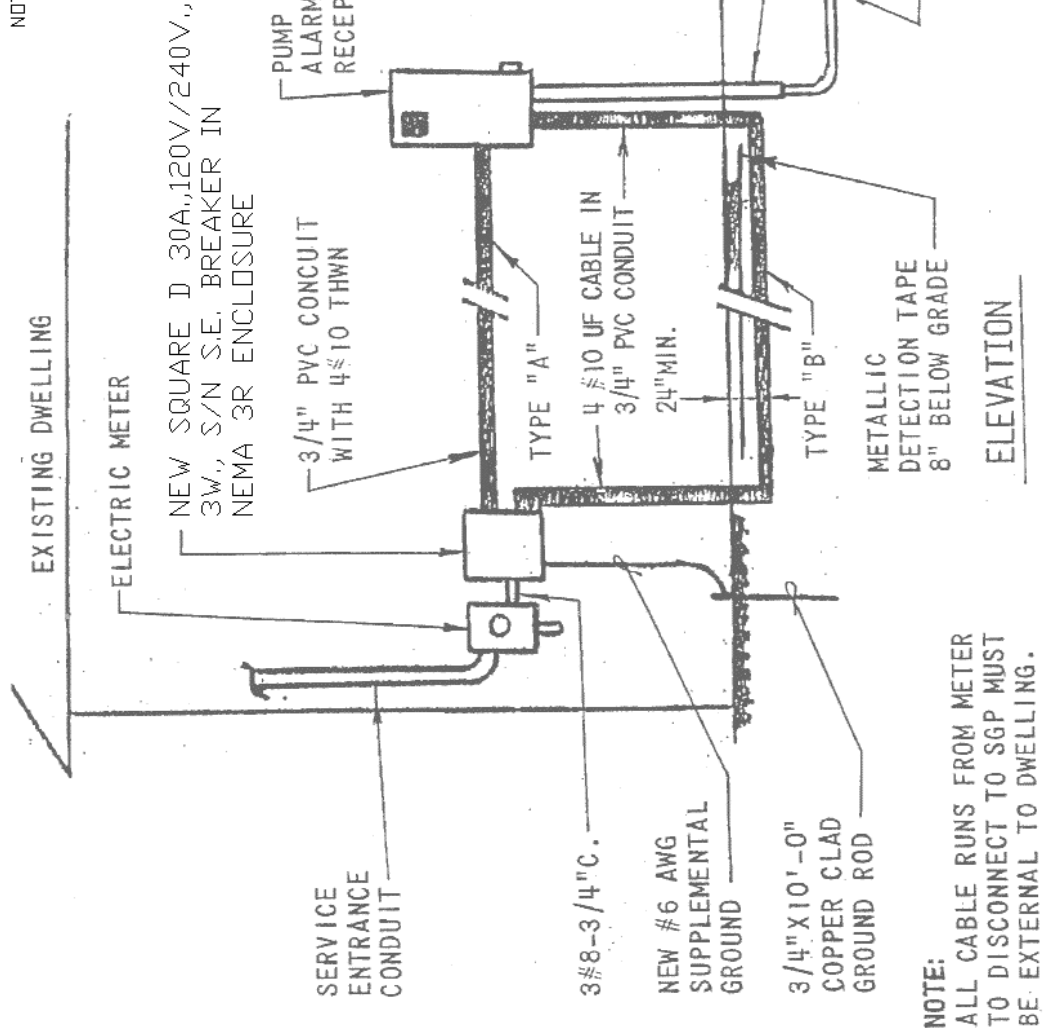 NOT
EXISTING DWELLING
ELECTRIC METER
NEW SQUARE D 30A.,120V/240V.,
3W., S/N S.E. BREAKER IN
NEMA 3R ENCLOSURE
PUMP
ALARM
RECEP
3/4" PVC CONCUIT
WITH 4#10 THWN
TYPE "A"
4 #10 UF CABLE IN
3/4" PVC CONDUIT
24"MIN.
TYPE "B"
METALLIC
DETECTION TAPE
8" BELOW GRADE
ELEVATION
SERVICE
ENTRANCE
CONDUIT
3#8-3/4"C.
NEW #6 AWG
SUPPLEMENTAL
GROUND
3/4"X10'-0"
COPPER CLAD
GROUND ROD
NOTE:
ALL CABLE RUNS FROM METER
TO DISCONNECT TO SGP MUST
BE EXTERNAL TO DWELLING.